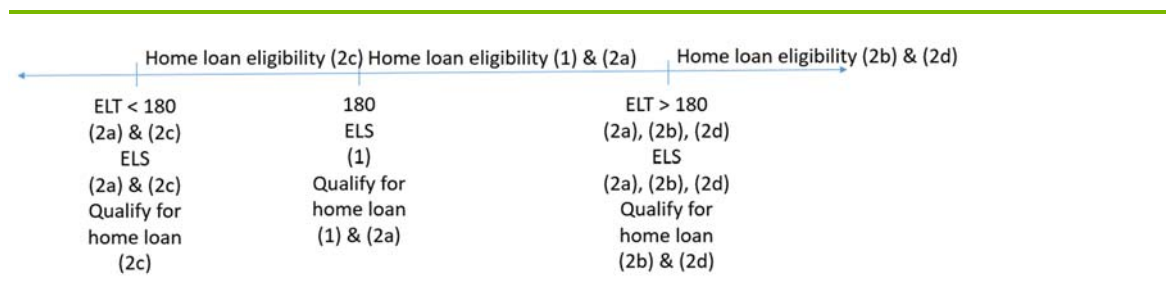 Home loan eligibility (2c) Home loan eligibility (1) & (2a) Home loan eligibility (2b) & (2d)
ELT < 180
(2a) & (2c)
ELS
(2a) & (2c)
Qualify for
home loan
(2c)
180
ELS
(1)
Qualify for
home loan
(1) & (2a)
ELT > 180
(2a), (2b), (2d)
ELS
(2a), (2b), (2d)
Qualify for
home loan
(2b) & (2d)